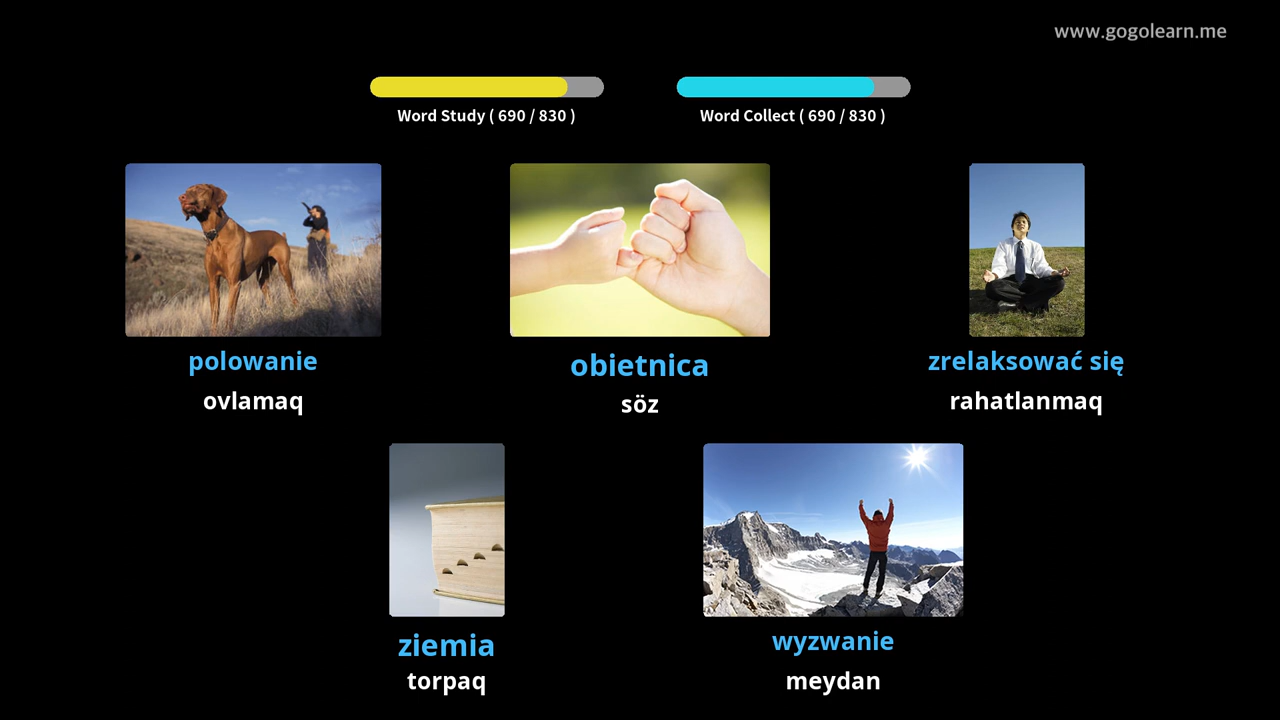 www.gogolearn.me
Word Study ( 690 / 830 )
Word Collect ( 690 / 830 )
polowanie
ovlamaq
obietnica
söz
zrelaksować się
rahatlanmaq
ziemia
torpaq
wyzwanie
meydan